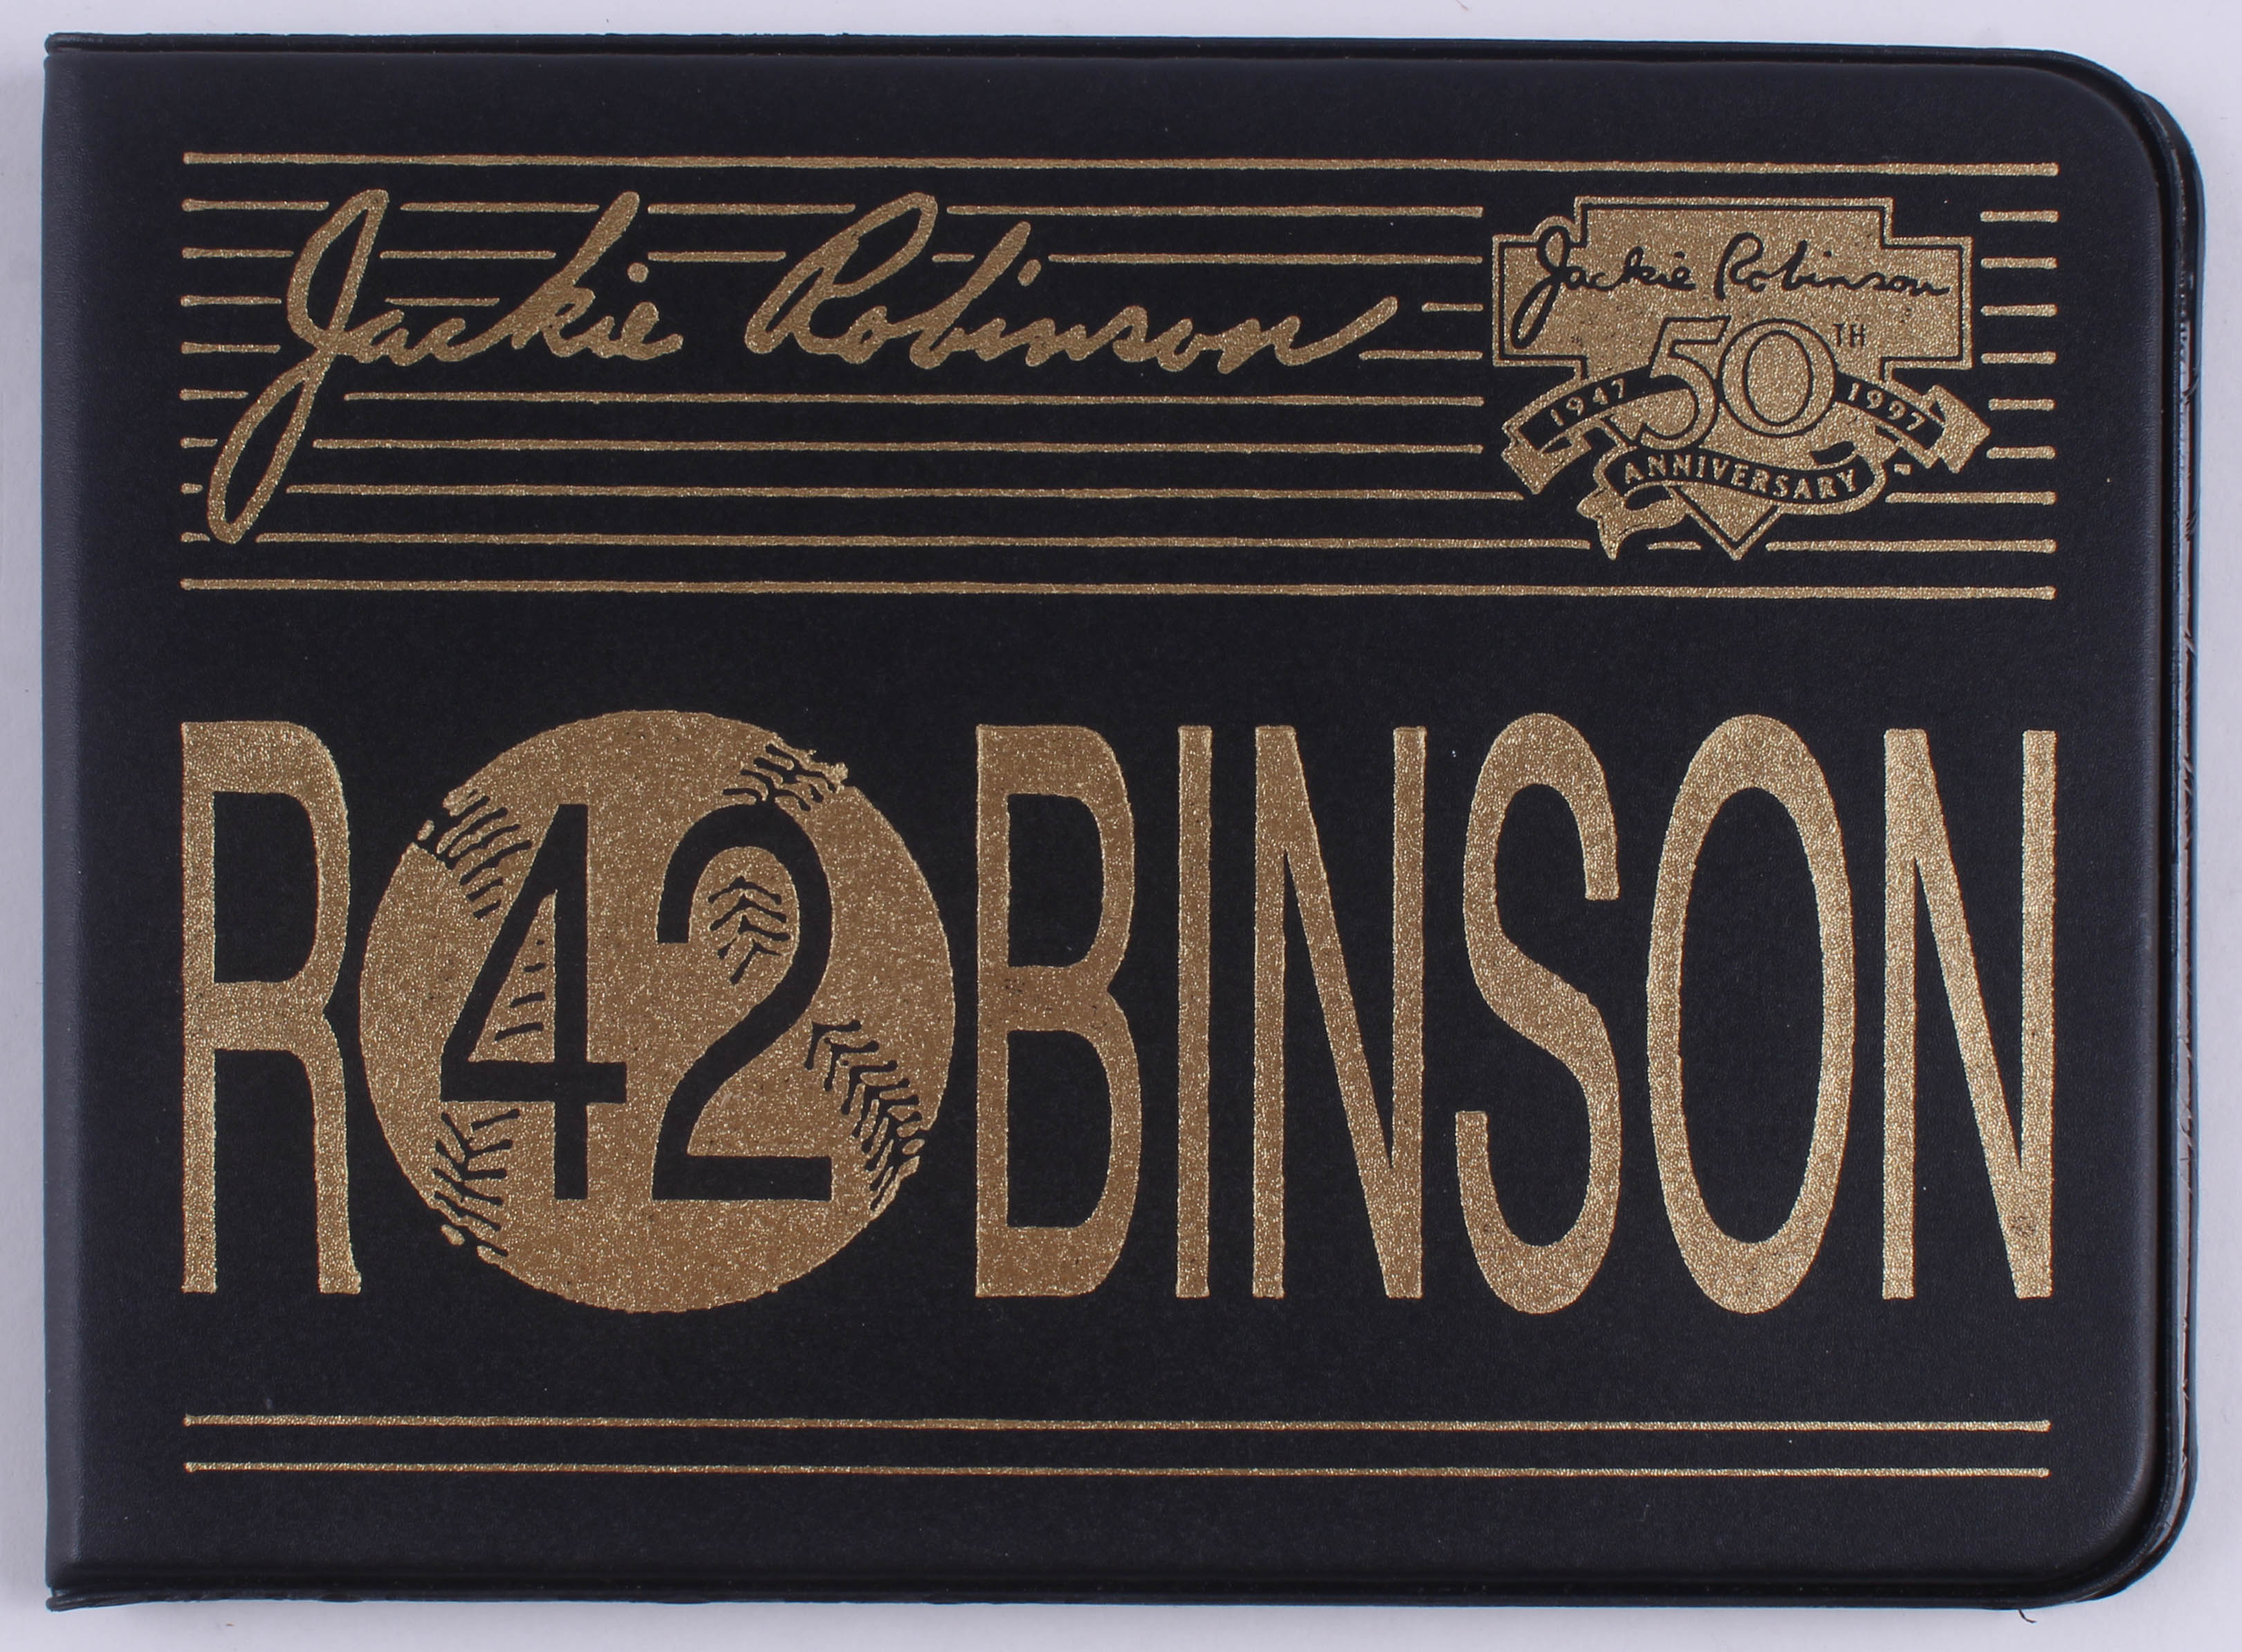 Jackie Robinson
Jackie Robinson
50TH
1947 1997
ANNIVERSARY
R42BINSON